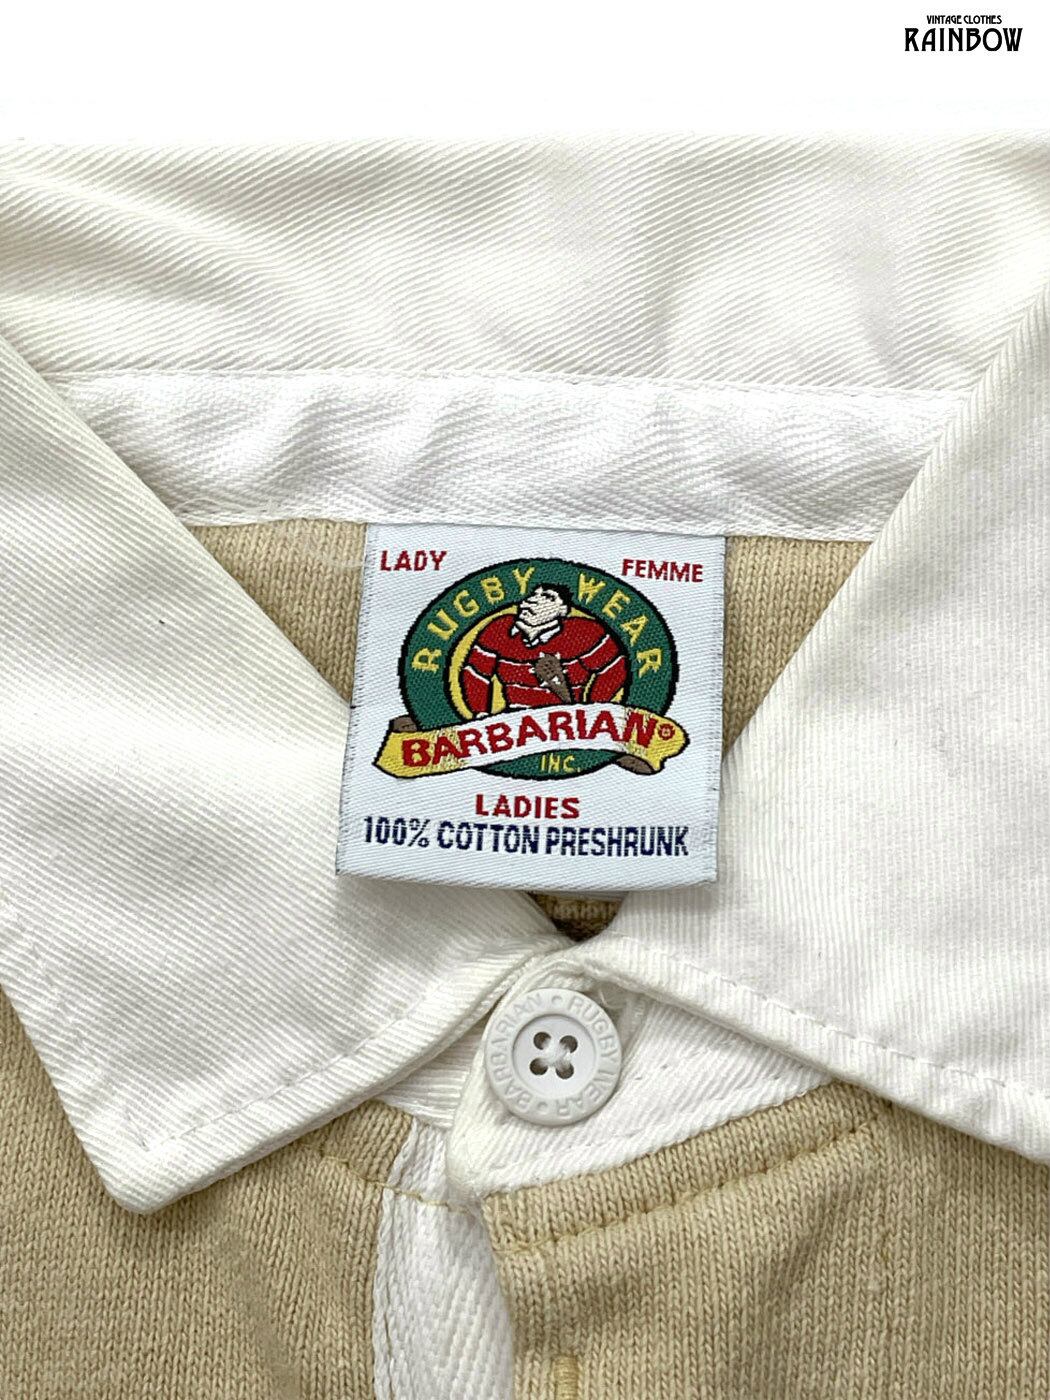 VINTAGE CLOTHES
RAINBOW
LADY
FEMME
RUGBY WEAR
BARBARIAN®
INC.
LADIES
100% COTTON PRESHRUNK
BARBARIAN • RUGBY WEAR •